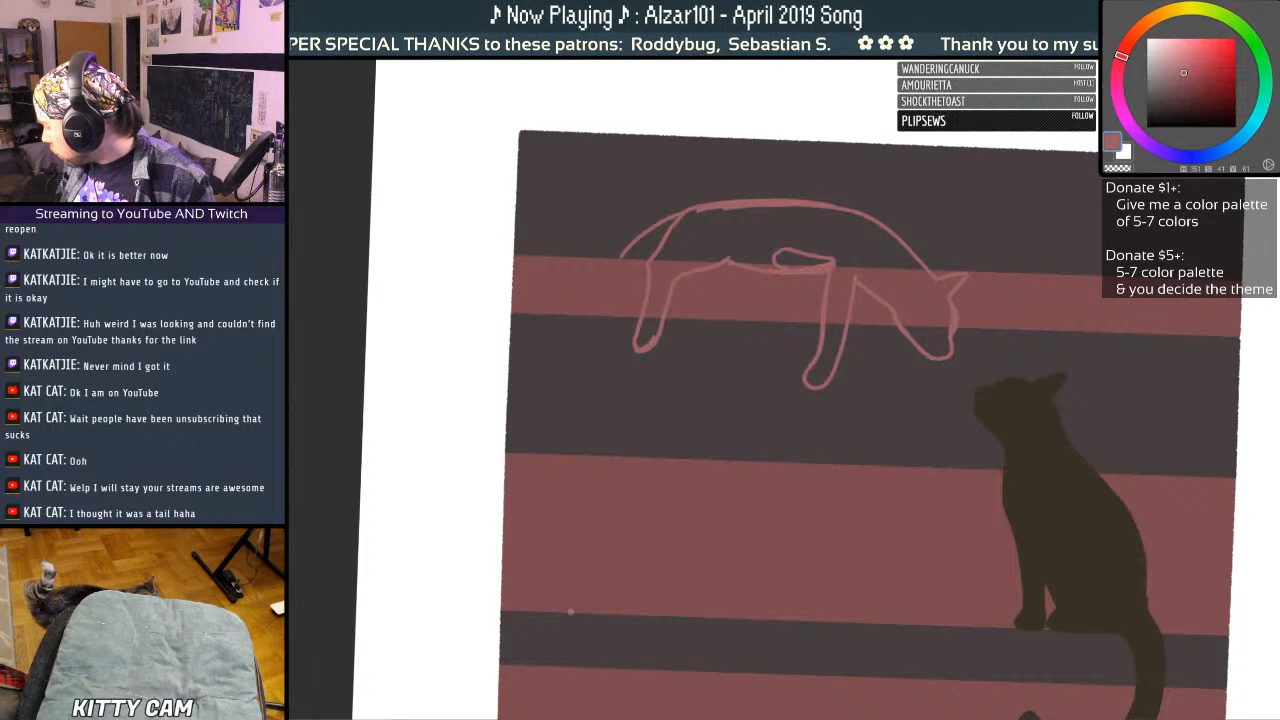 ♪ Now Playing ♪ : Alzar101 - April 2019 Song
PER SPECIAL THANKS to these patrons: Roddybug, Sebastian S. ✿ ✿ ✿ Thank you to my su
WANDERINGCANUCK FOLLOW
AMOURIETTA HOST
SHOCKTHETOAST FOLLOW
PLIPSEWS FOLLOW
Donate $1+:
Give me a color palette
of 5-7 colors
Donate $5+:
5-7 color palette
& you decide the theme
Streaming to YouTube AND Twitch
reopen
KATKATJIE: Ok it is better now
KATKATJIE: I might have to go to YouTube and check if
it is okay
KATKATJIE: Huh weird I was looking and couldn't find
the stream on YouTube thanks for the link
KATKATJIE: Never mind I got it
KAT CAT: Ok I am on YouTube
KAT CAT: Wait people have been unsubscribing that
sucks
KAT CAT: Ooh
KAT CAT: Welp I will stay your streams are awesome
KAT CAT: I thought it was a tail haha
KITTY CAM